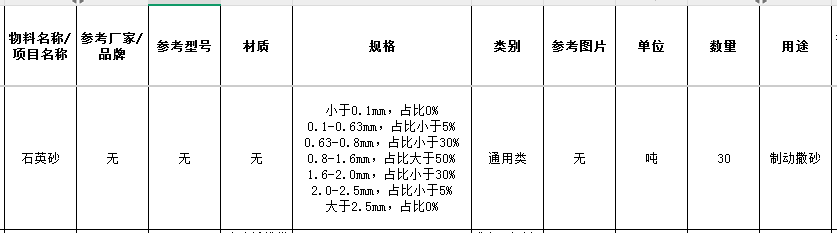 物料名称/
项目名称
参考厂家/
品牌
参考型号
材质
规格
类别
参考图片
单位
数量
用途
石英砂
无
无
无
小于0.1mm，占比0%
0.1-0.63mm，占比小于5%
0.63-0.8mm，占比小于30%
0.8-1.6mm，占比大于50%
1.6-2.0mm，占比小于30%
2.0-2.5mm，占比小于5%
大于2.5mm，占比0%
通用类
无
吨
30
制动撒砂